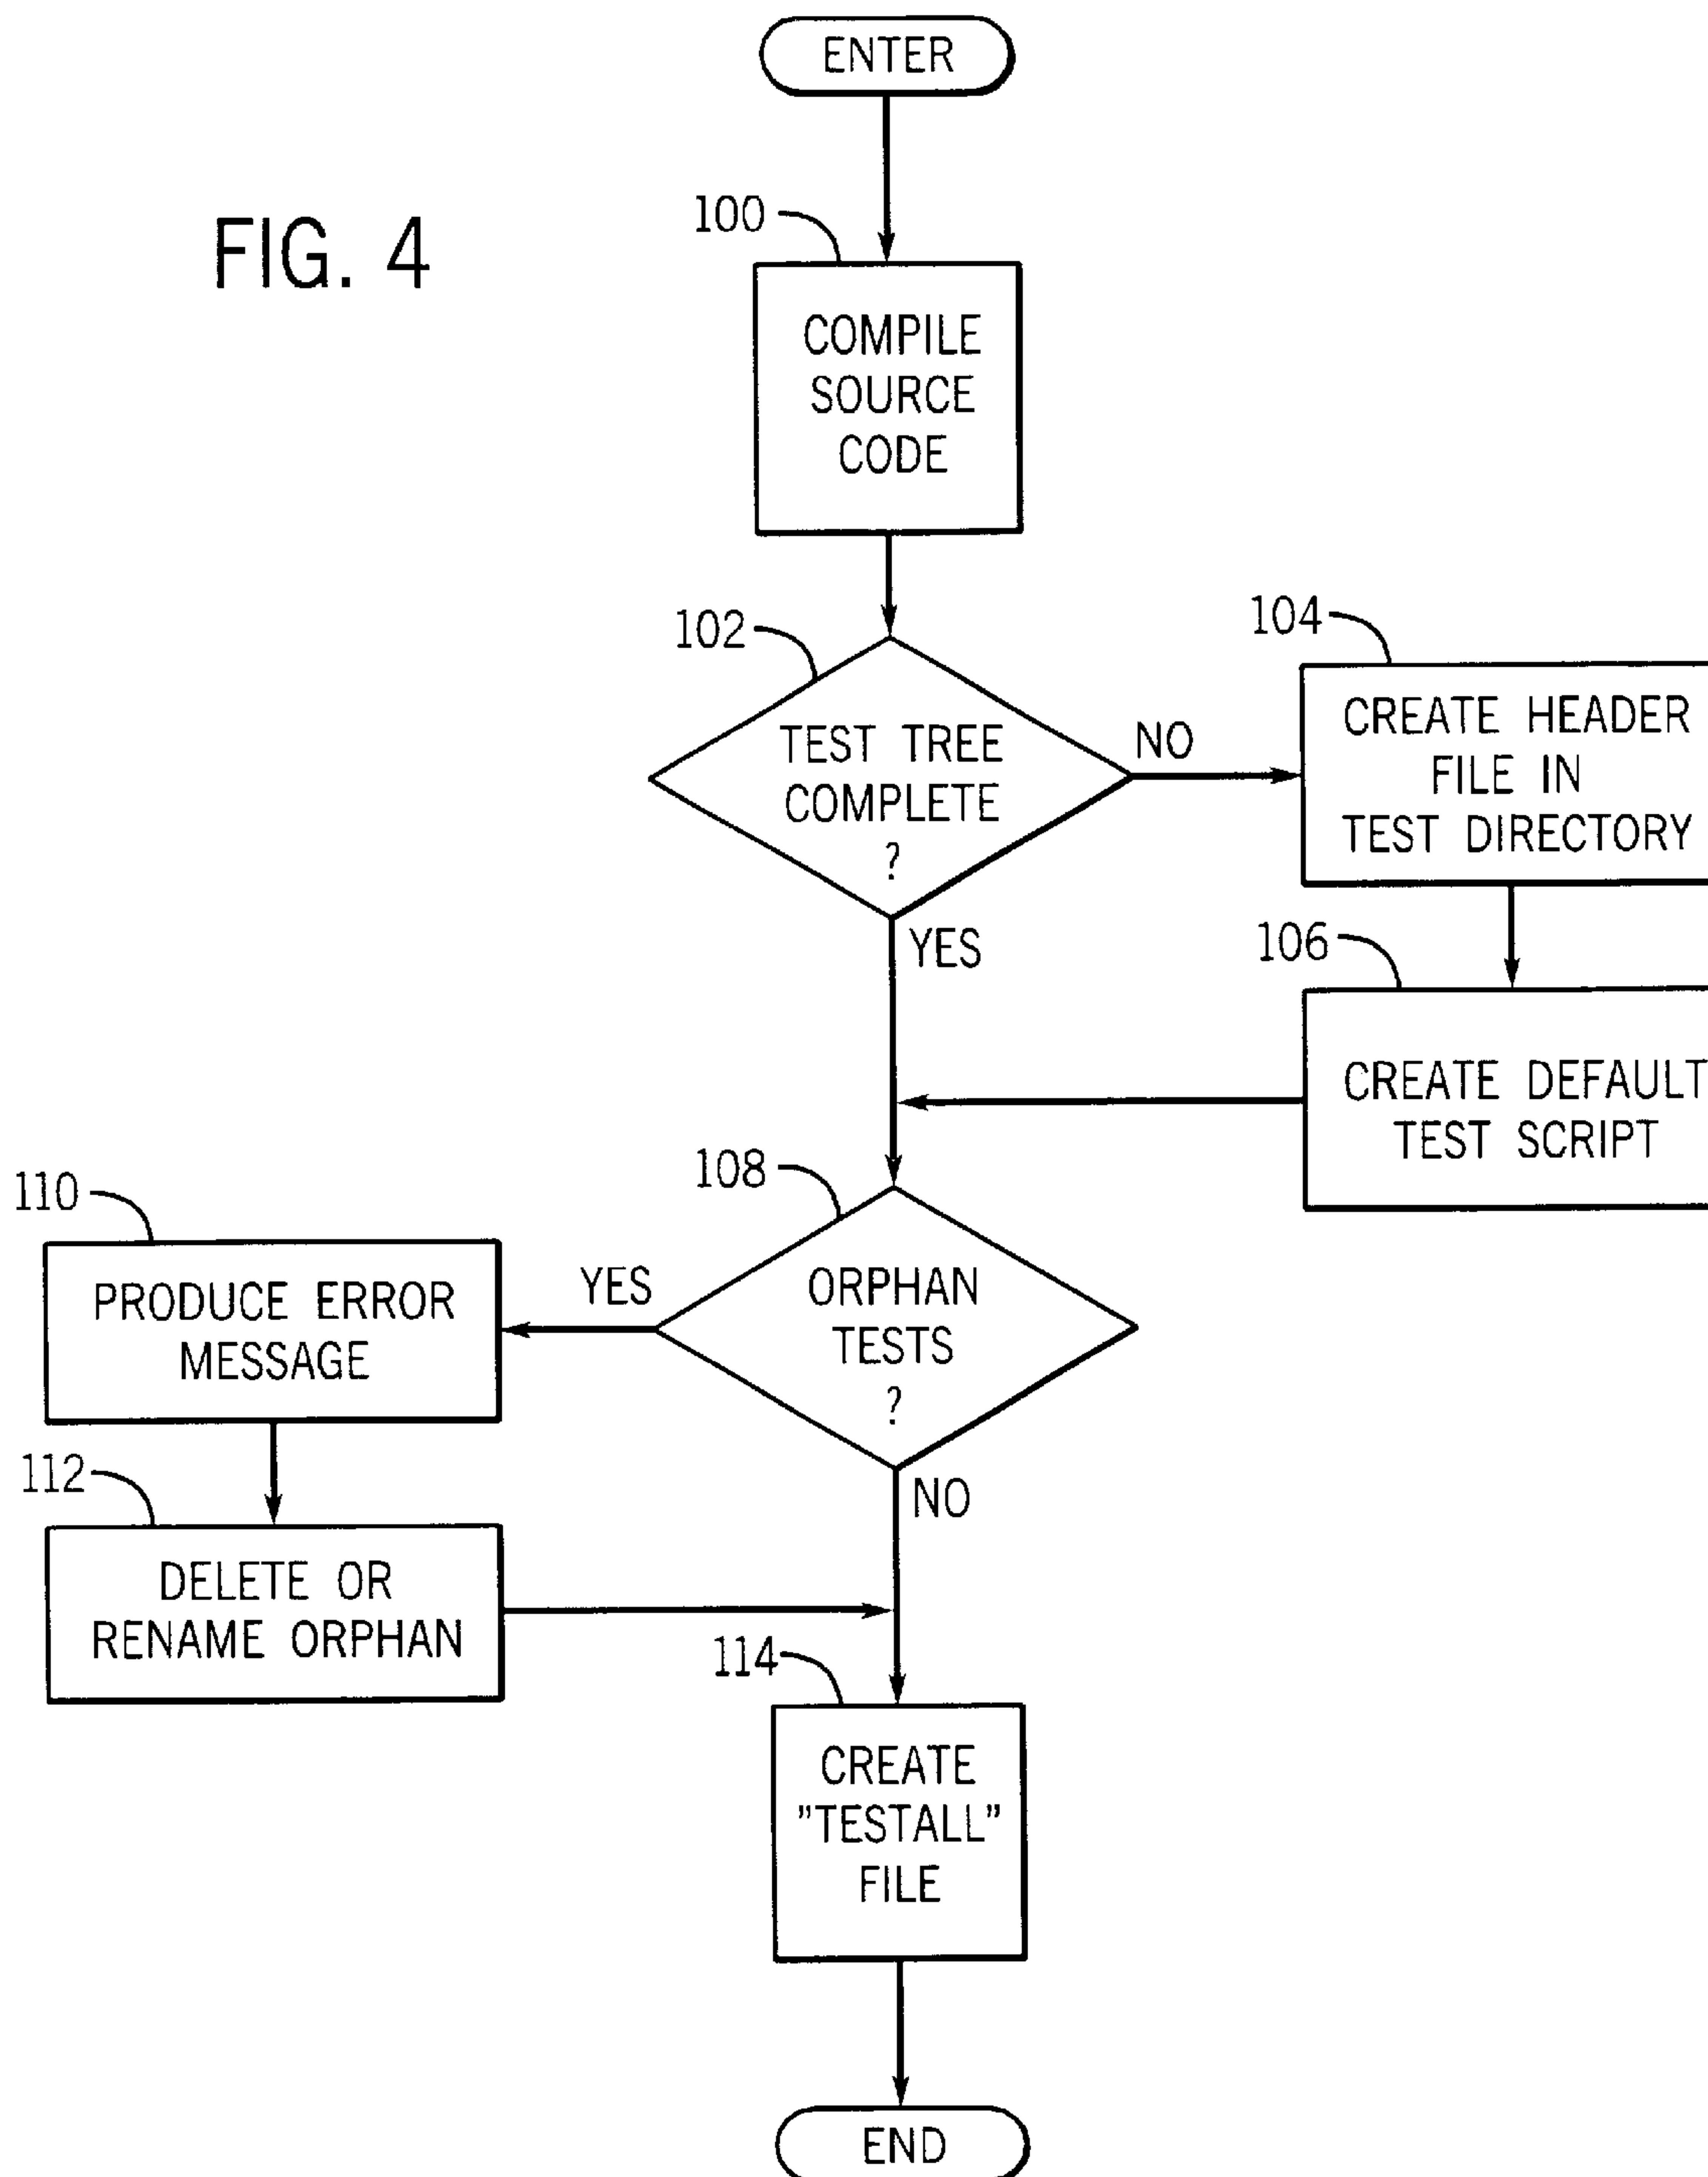 ENTER
FIG. 4
100
COMPILE
SOURCE
CODE
102
TEST TREE
COMPLETE
?
NO
YES
104
CREATE HEADER
FILE IN
TEST DIRECTORY
106
CREATE DEFAULT
TEST SCRIPT
108
ORPHAN
TESTS
?
YES
NO
110
PRODUCE ERROR
MESSAGE
112
DELETE OR
RENAME ORPHAN
114
CREATE
"TESTALL"
FILE
END